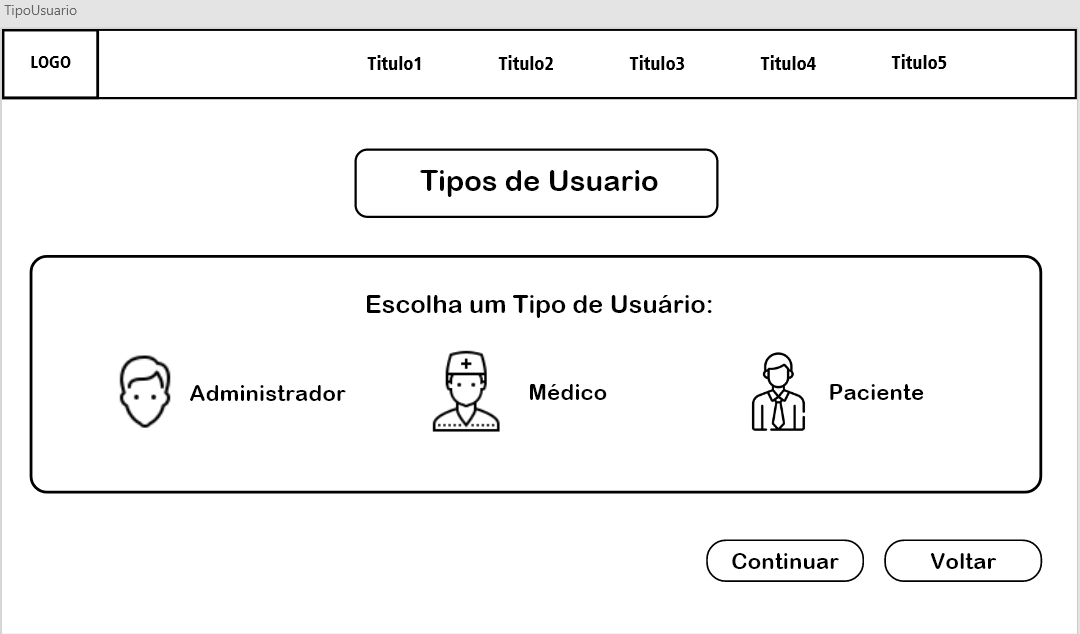 TipoUsuario
LOGO Titulo1 Titulo2 Titulo3 Titulo4 Titulo5
Tipos de Usuario
Escolha um Tipo de Usuário:
Administrador Médico Paciente
Continuar Voltar